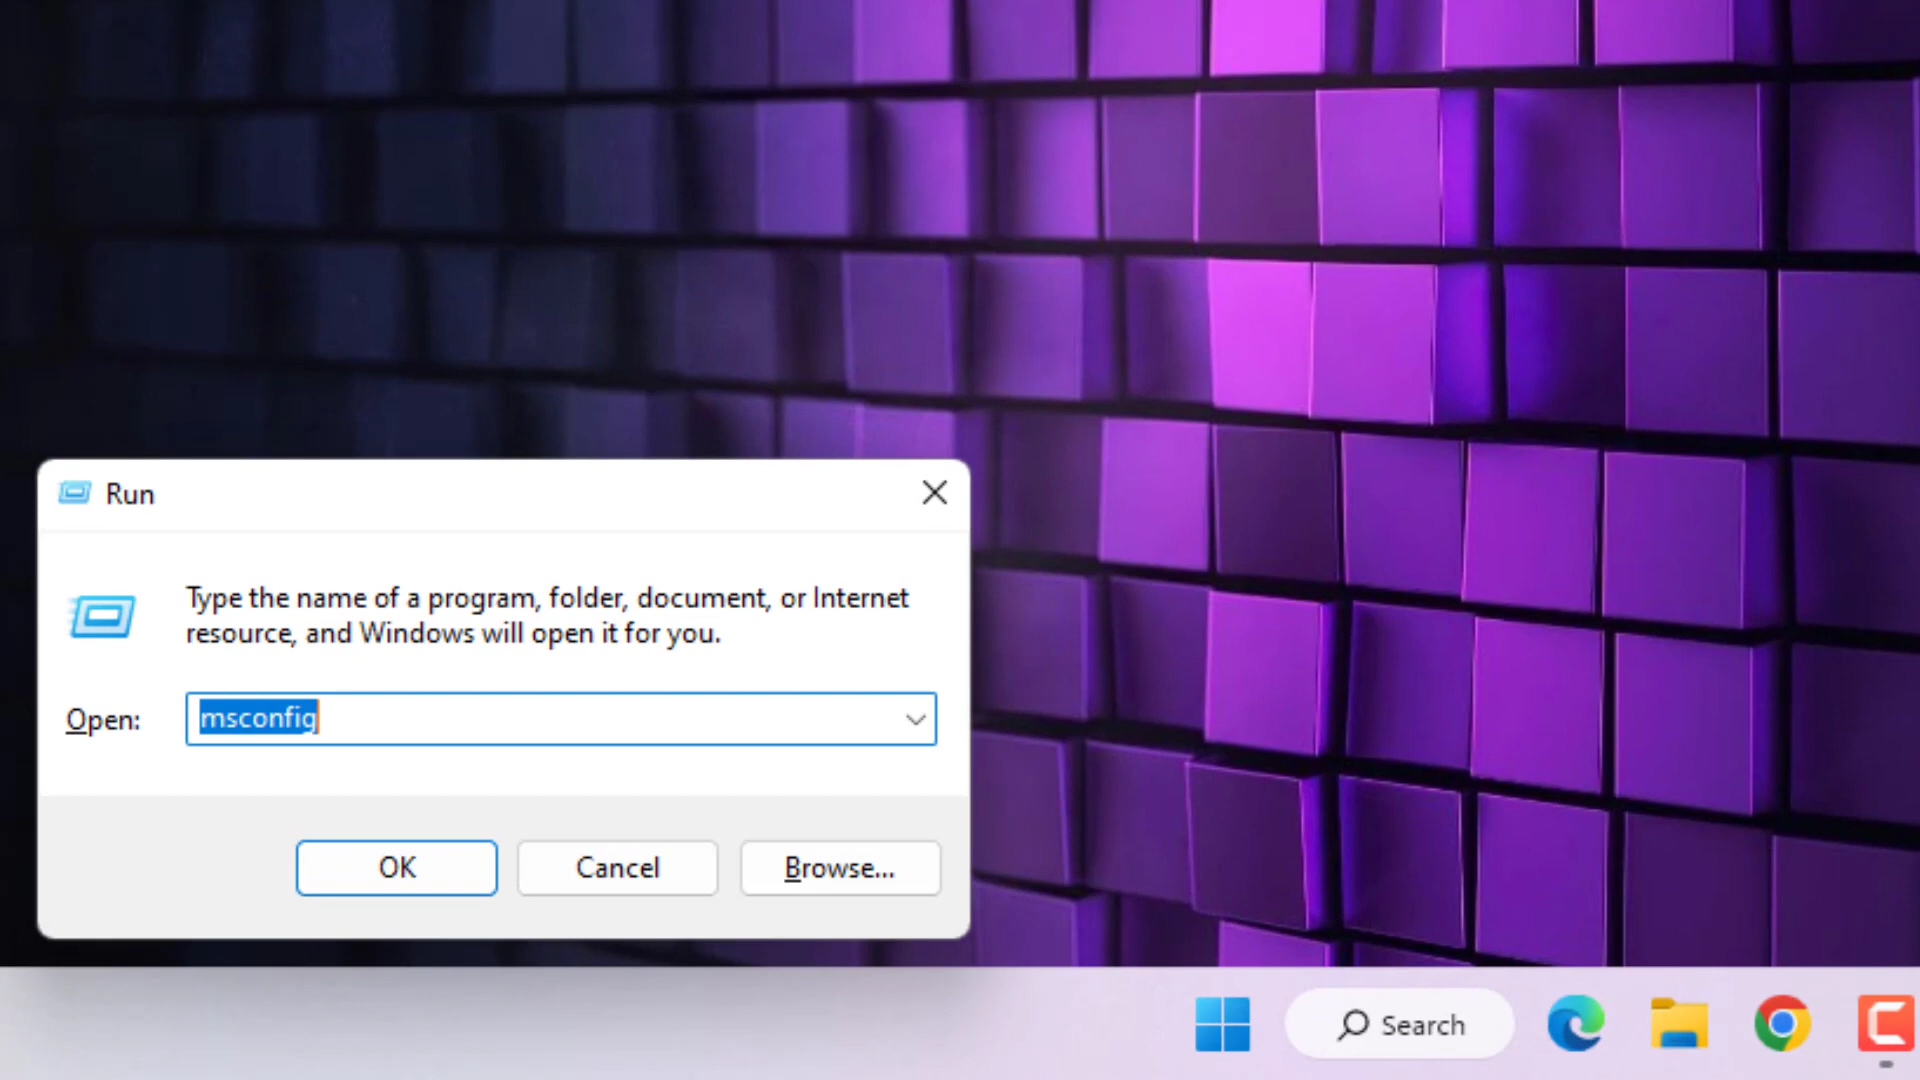 Run
Type the name of a program, folder, document, or Internet
resource, and Windows will open it for you.
Open: msconfig
OK Cancel Browse...
Search